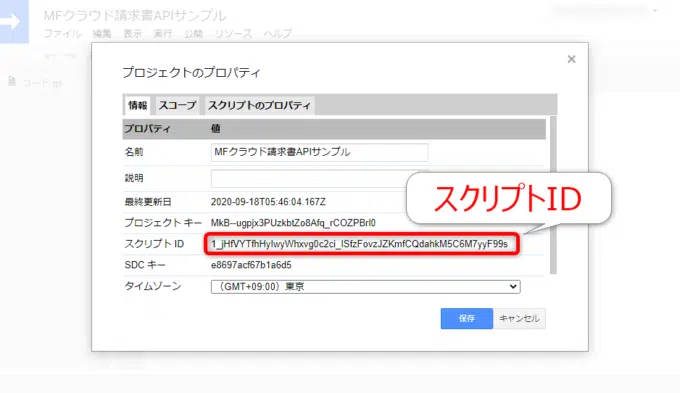 MFクラウド請求書APIサンプル
ファイル 編集 表示 実行 公開 リソース ヘルプ
コード.gs
プロジェクトのプロパティ
×
情報 スコープ スクリプトのプロパティ
プロパティ 値
名前 MFクラウド請求書APIサンプル
説明
スクリプトID
最終更新日 2020-09-18T05:46:04.167Z
プロジェクト キー MkB--ugpjx3PUzkbtZo8Afq_rCOZPBrl0
スクリプト ID 1_jHfVYTfhHylwyWhxvg0c2ci_lSfzFovzJZKmfCQdahkM5C6M7yyF99s
SDC キー e8697acf67b1a6d5
タイムゾーン （GMT+09:00）東京
保存 キャンセル